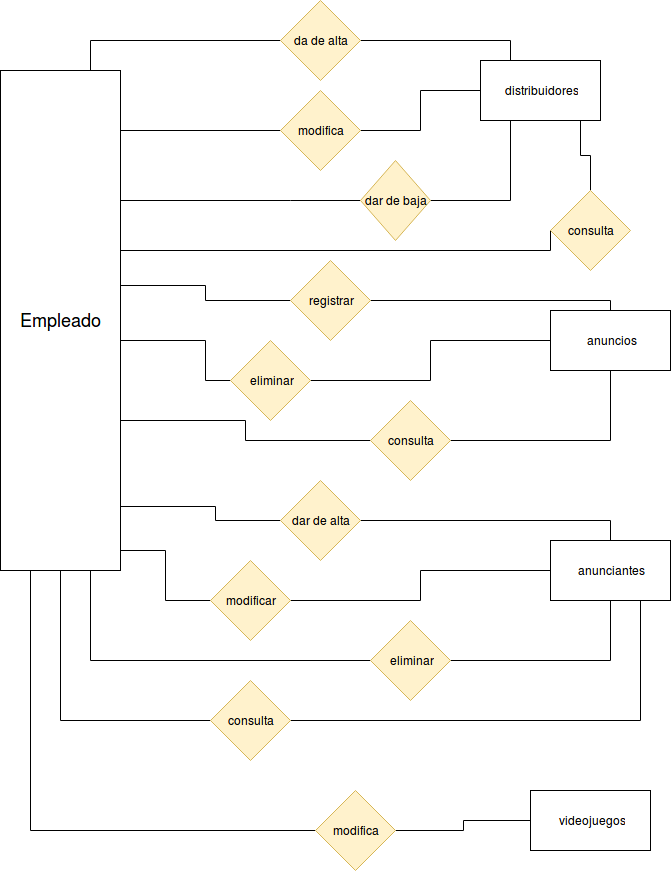 da de alta
distribuidores
modifica
dar de baja
consulta
registrar
Empleado
anuncios
eliminar
consulta
dar de alta
anunciantes
modificar
eliminar
consulta
videojuegos
modifica